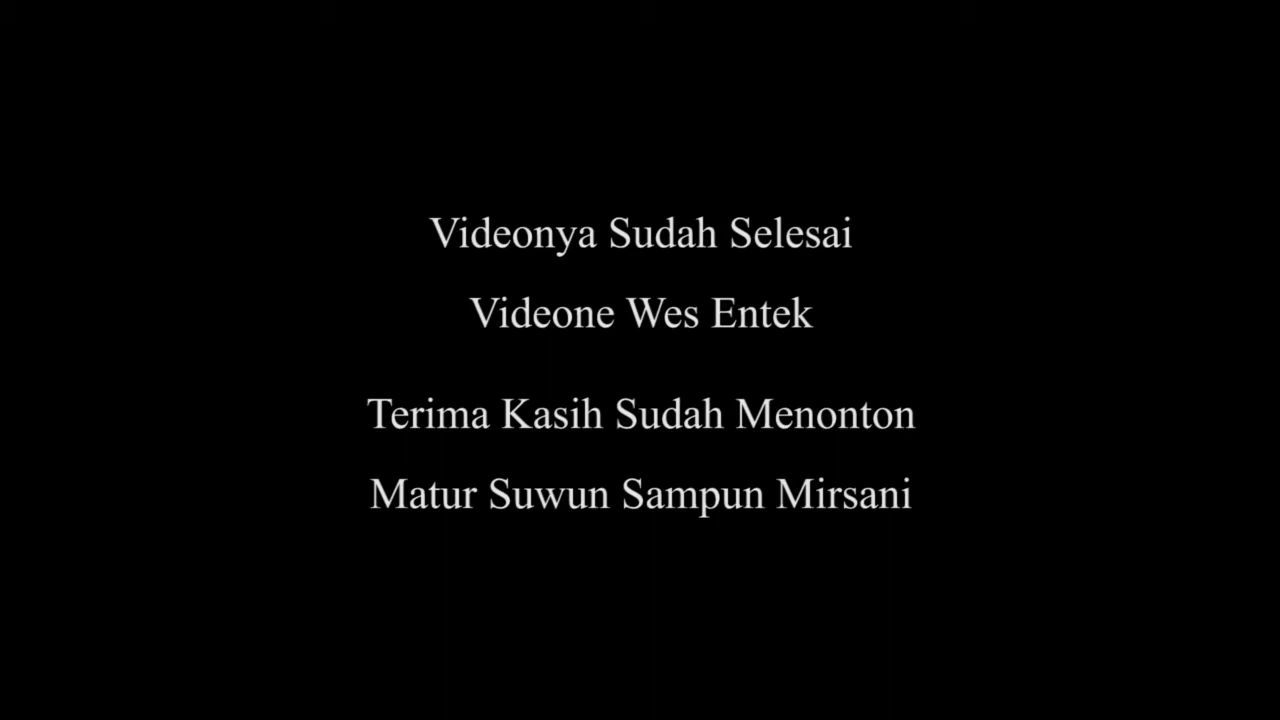 Videonya Sudah Selesai
Videone Wes Entek
Terima Kasih Sudah Menonton
Matur Suwun Sampun Mirsani